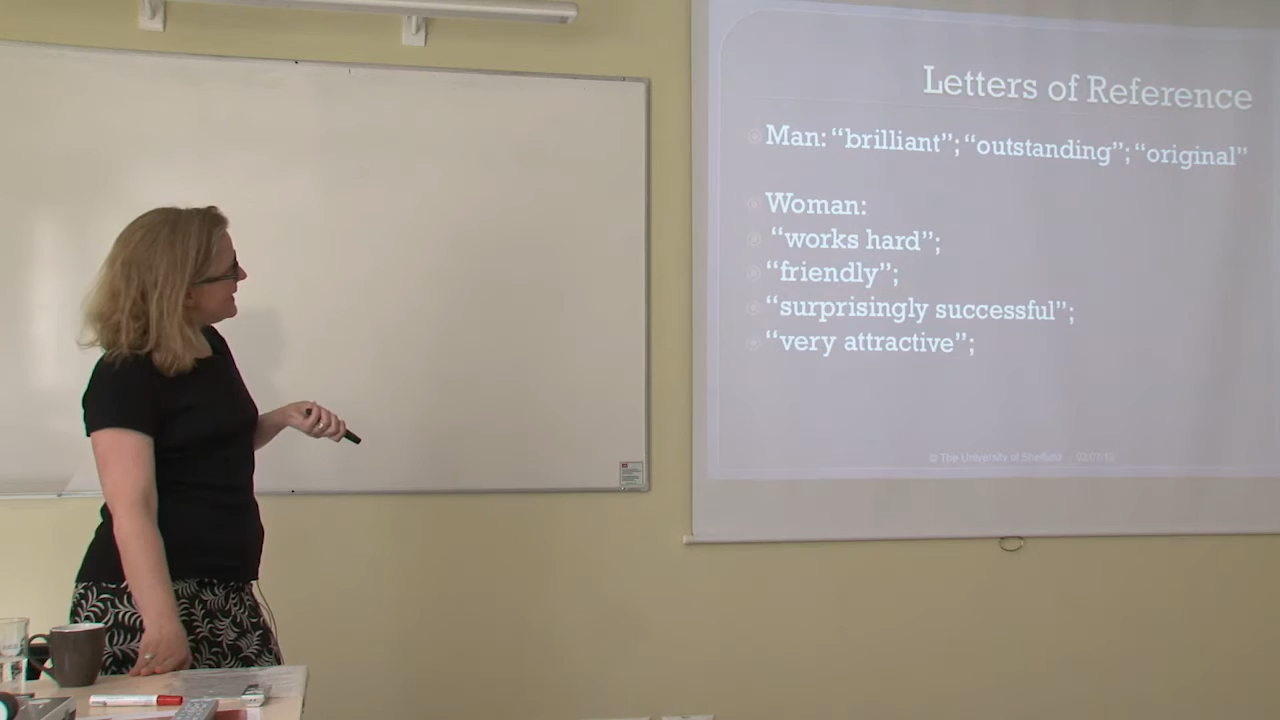 Letters of Reference
Man: “brilliant”; “outstanding”; “original”
Woman:
“works hard”;
“friendly”;
“surprisingly successful”;
“very attractive”;
© The University of Sheffield